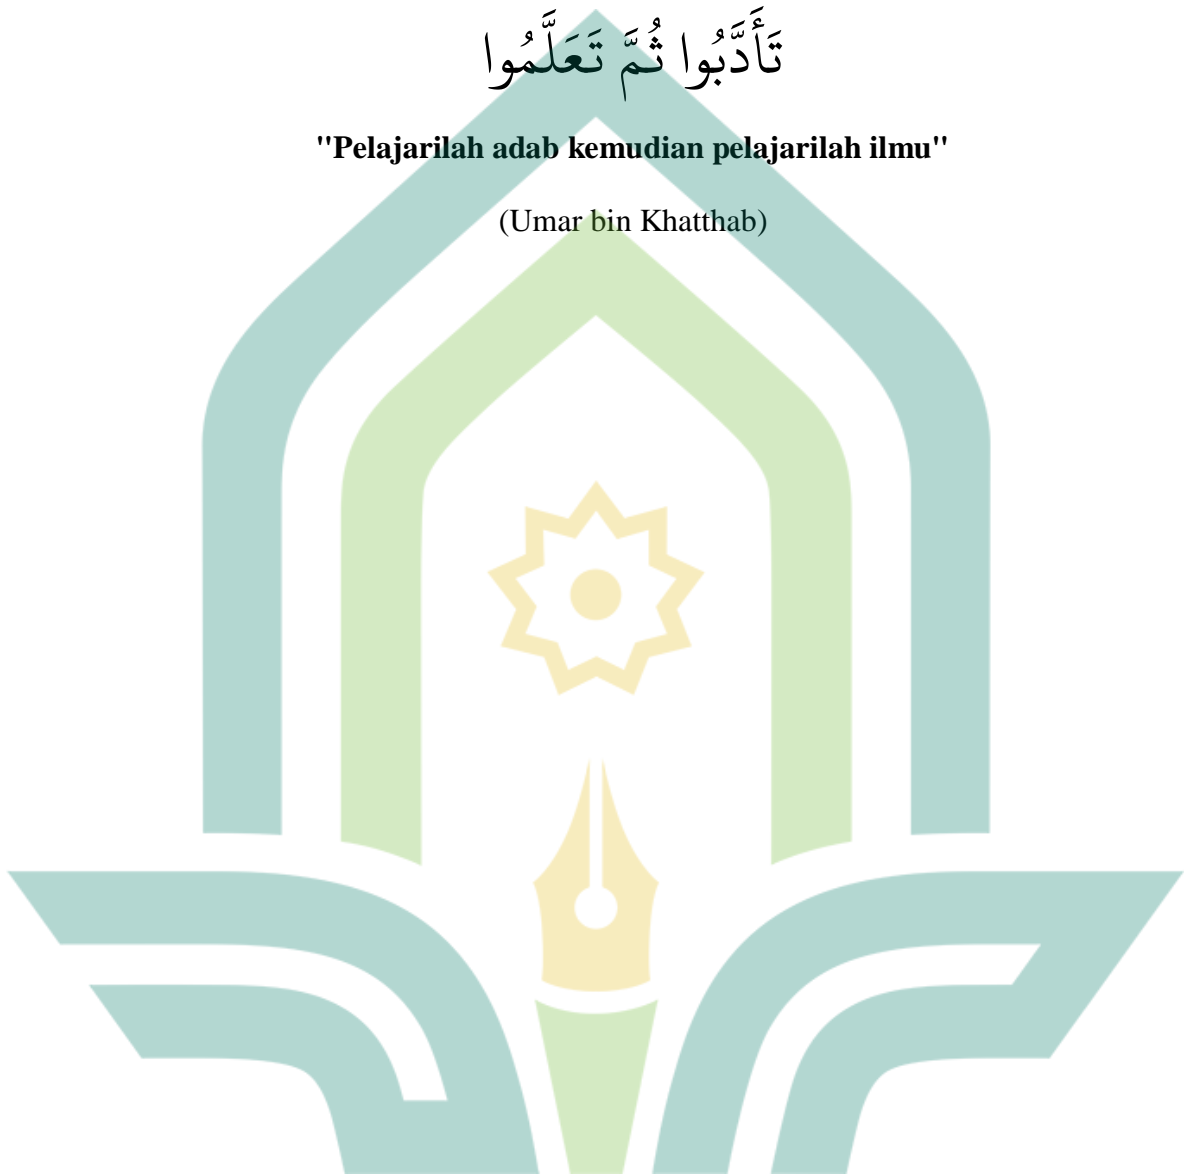 تَأَدَّبُوا ثُمَّ تَعَلَّمُوا
"Pelajarilah adab kemudian pelajarilah ilmu"
(Umar bin Khatthab)